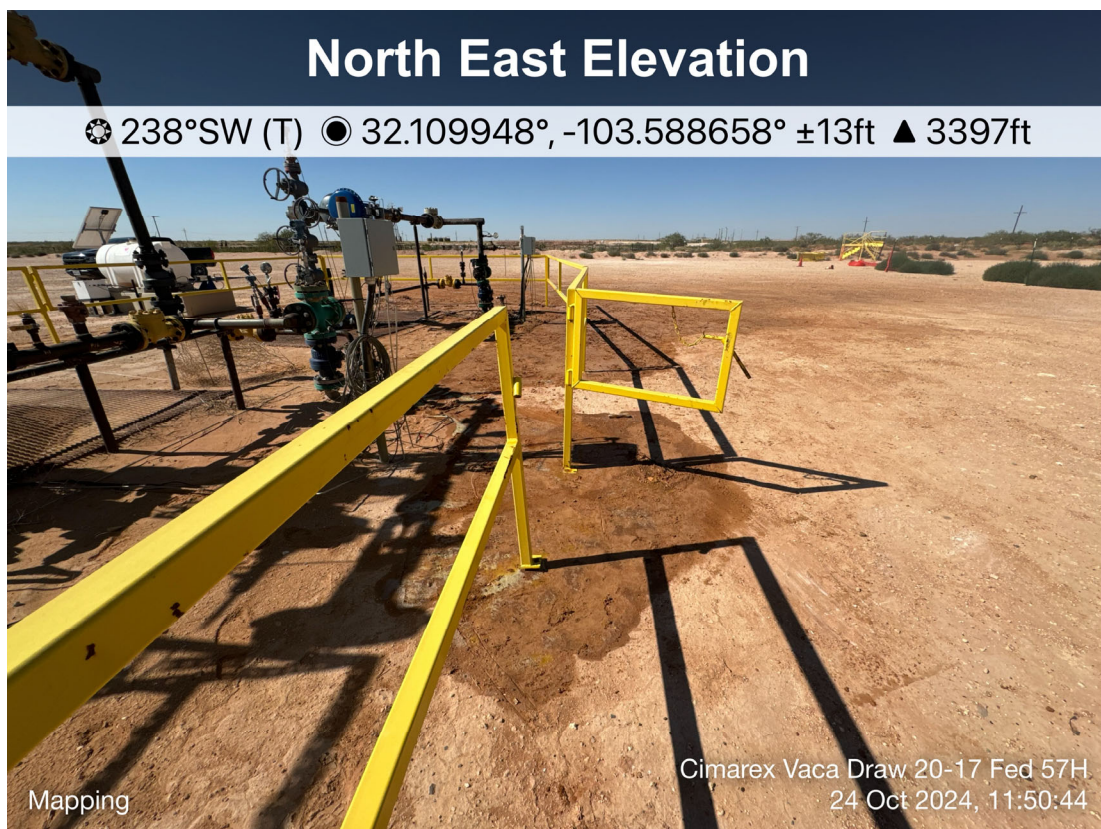 North East Elevation
238°SW (T) 32.109948°, -103.588658° ±13ft ▲ 3397ft
Cimarex Vaca Draw 20-17 Fed 57H
Mapping
24 Oct 2024, 11:50:44